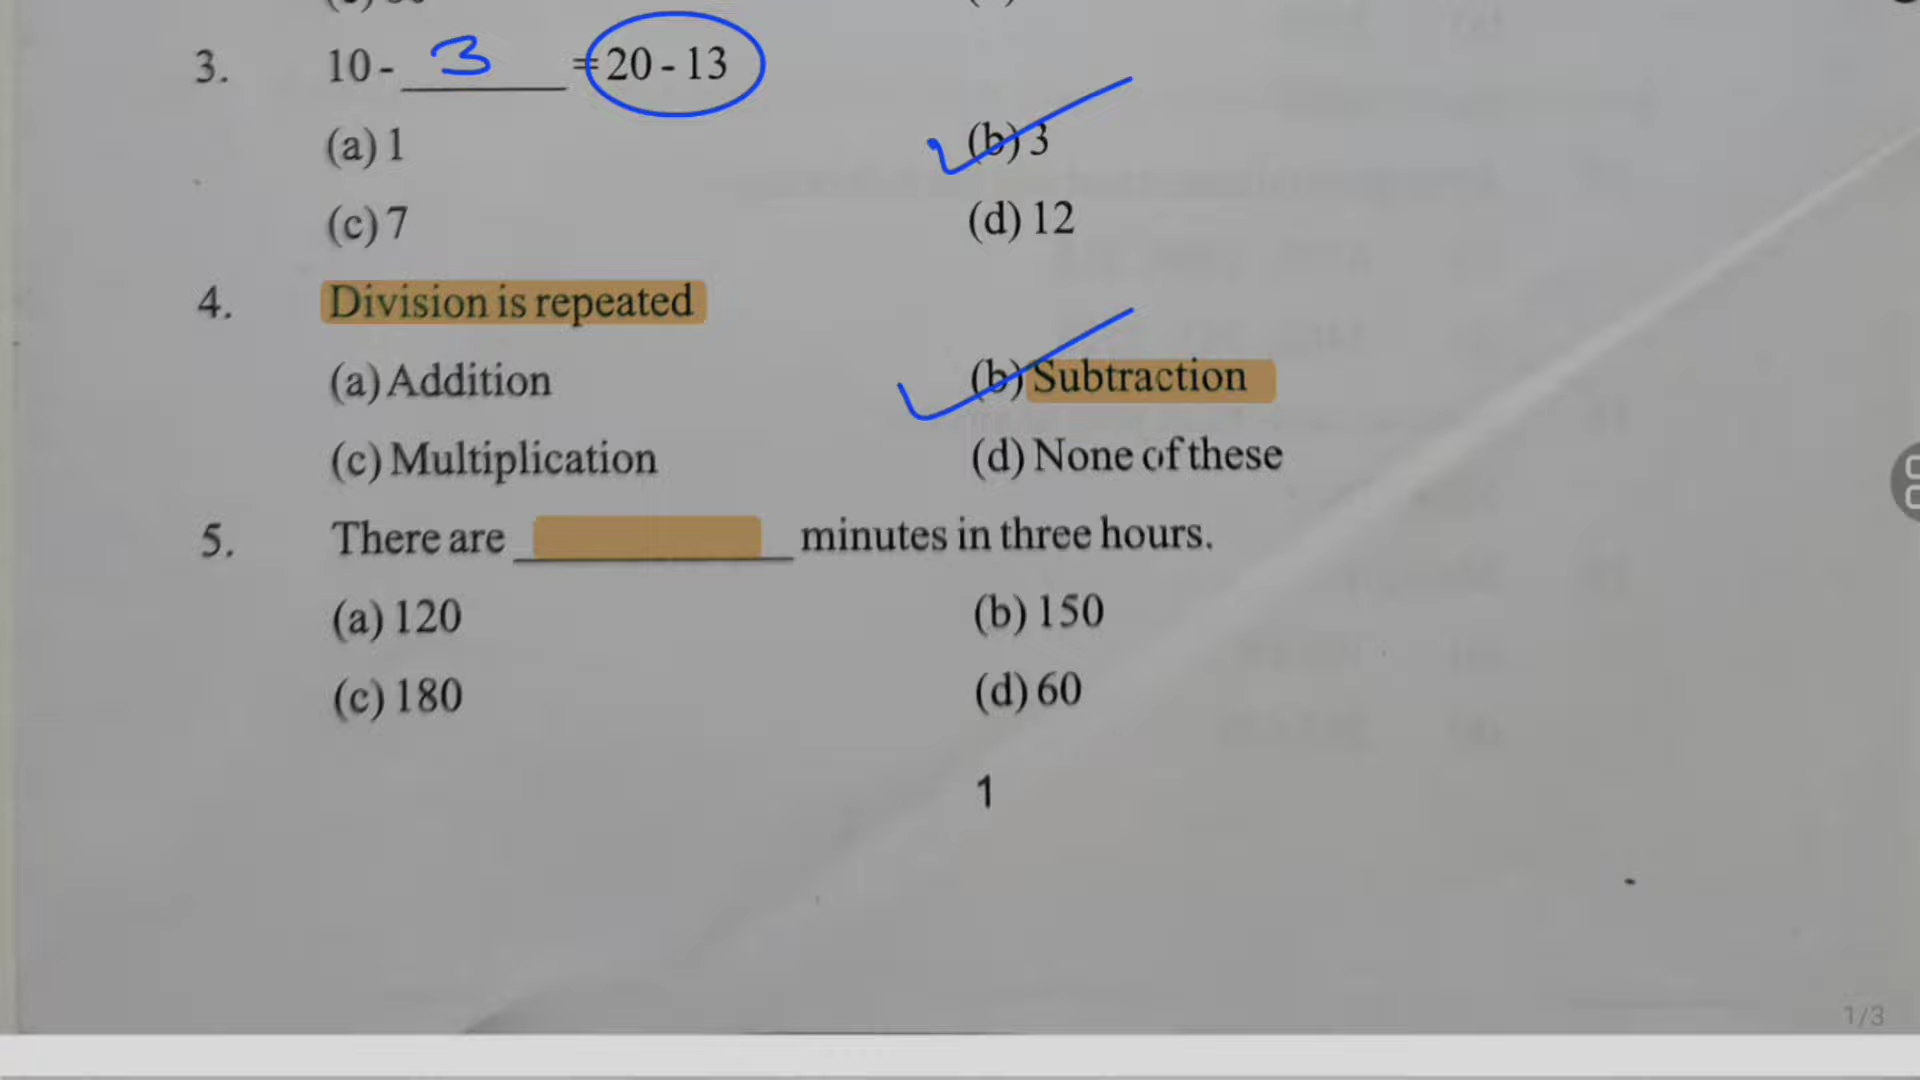 3. 10 - 3 = 20 - 13
(a) 1 (b) 3
(c) 7 (d) 12
4. Division is repeated
(a) Addition (b) Subtraction
(c) Multiplication (d) None of these
5. There are ______ minutes in three hours.
(a) 120 (b) 150
(c) 180 (d) 60
1
1/3